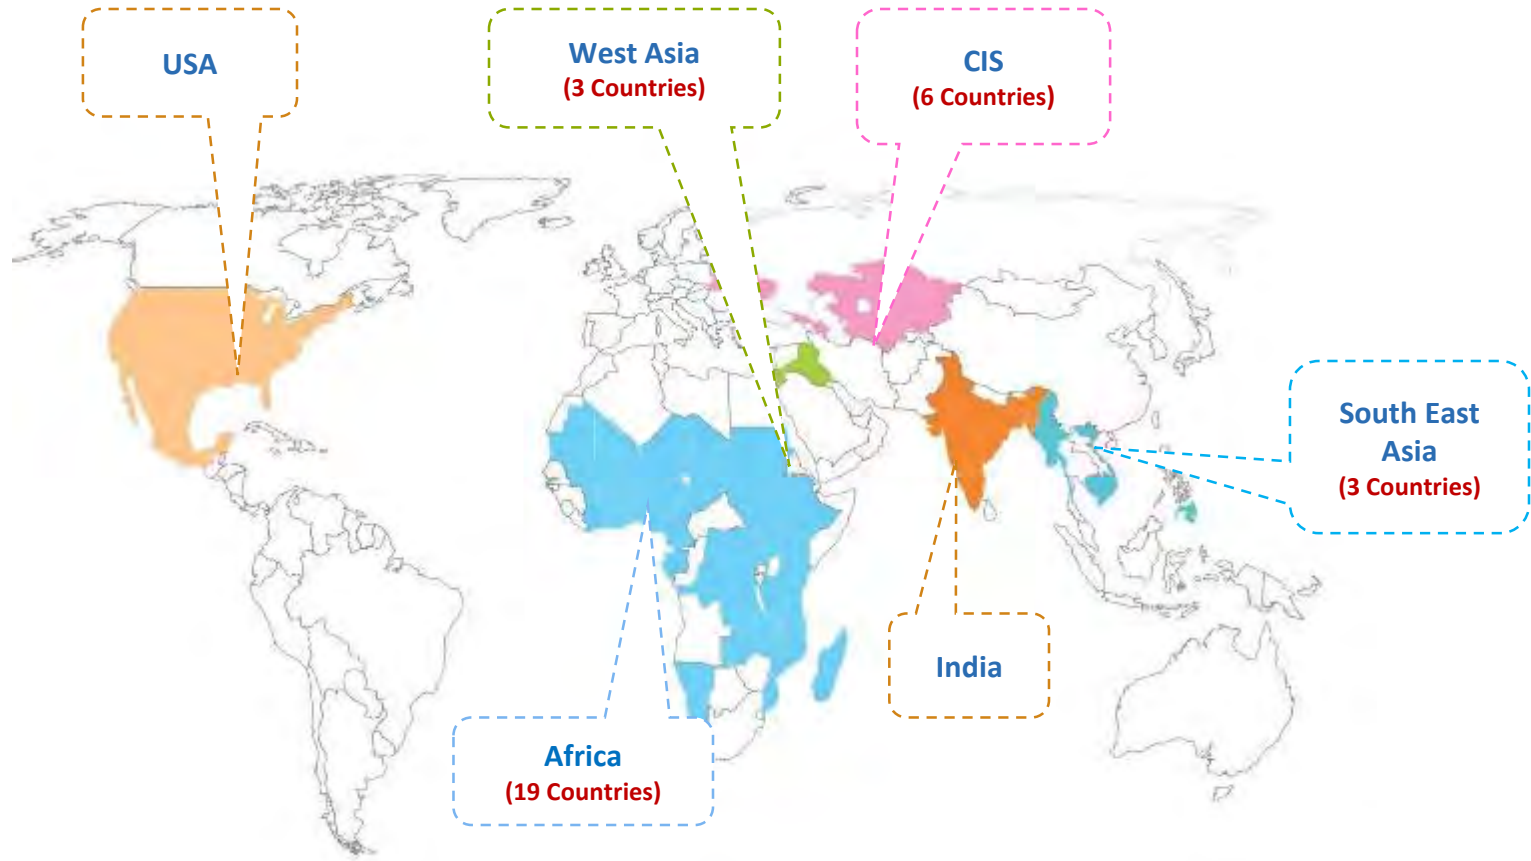 USA
West Asia
(3 Countries)
CIS
(6 Countries)
South East
Asia
(3 Countries)
India
Africa
(19 Countries)